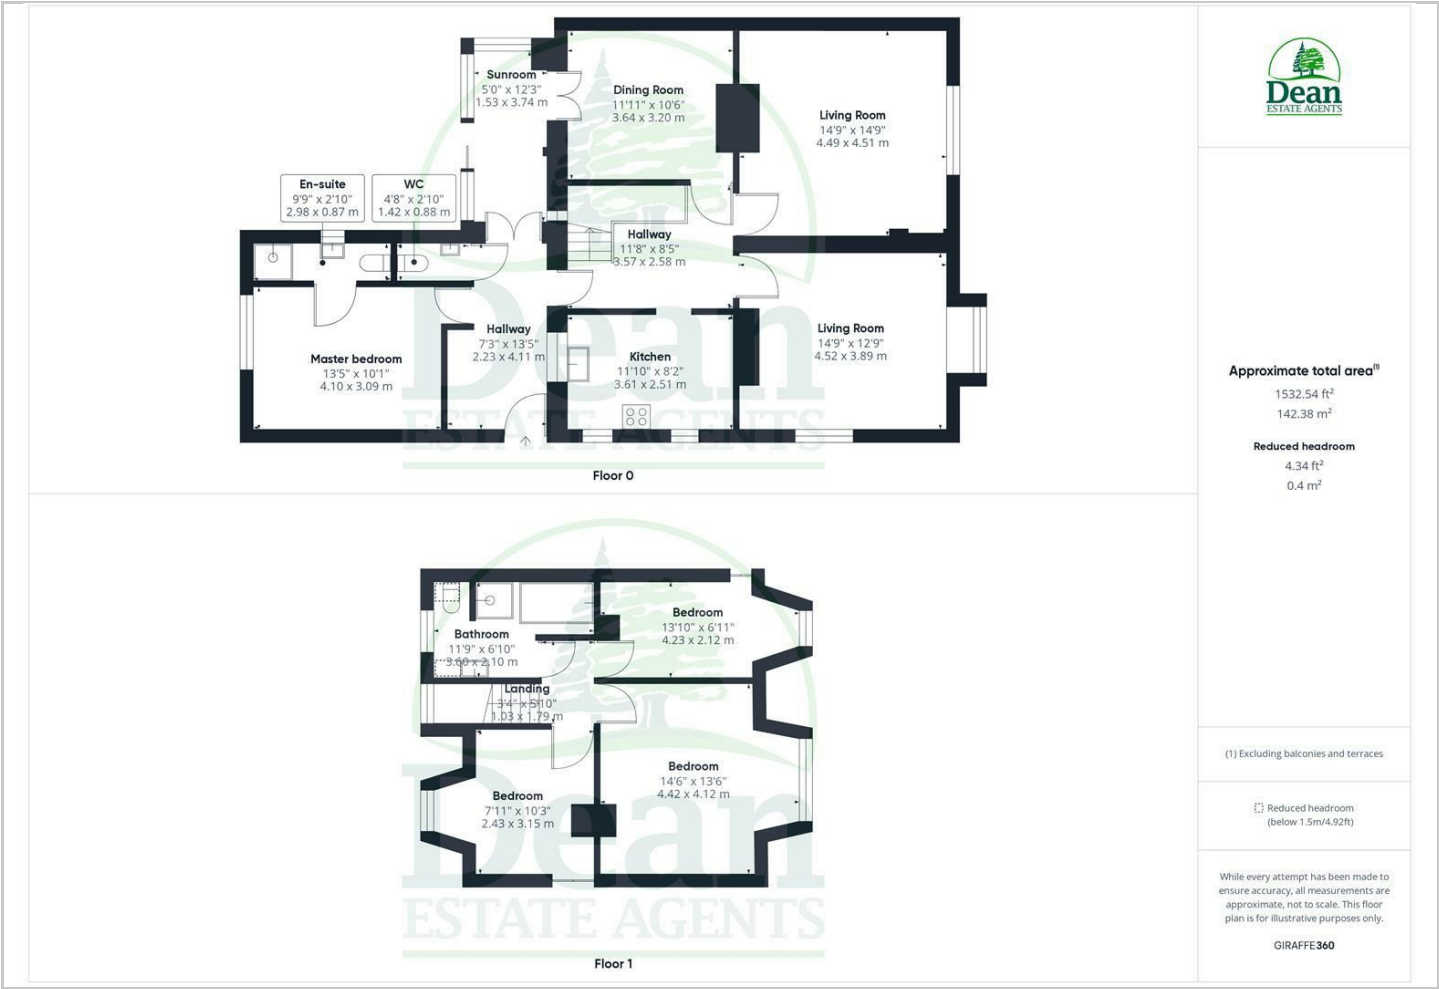 Sunroom
5'0" x 12'3"
1.53 x 3.74 m
Dining Room
11'11" x 10'6"
3.64 x 3.20 m
Living Room
14'9" x 14'9"
4.49 x 4.51 m
En-suite
9'9" x 2'10"
2.98 x 0.87 m
WC
4'8" x 2'10"
1.42 x 0.88 m
Hallway
11'8" x 8'5"
3.57 x 2.58 m
Master bedroom
13'5" x 10'1"
4.10 x 3.09 m
Hallway
7'3" x 13'5"
2.23 x 4.11 m
Kitchen
11'10" x 8'2"
3.61 x 2.51 m
Living Room
14'9" x 12'9"
4.52 x 3.89 m
Dean
ESTATE AGENTS
Floor 0
Bathroom
11'9" x 6'10"
3.60 x 2.10 m
Bedroom
13'10" x 6'11"
4.23 x 2.12 m
Landing
3'4" x 5'10"
1.03 x 1.79 m
Bedroom
7'11" x 10'3"
2.43 x 3.15 m
Bedroom
14'6" x 13'6"
4.42 x 4.12 m
Dean
ESTATE AGENTS
Floor 1
Dean
ESTATE AGENTS
Approximate total area(1)
1532.54 ft²
142.38 m²
Reduced headroom
4.34 ft²
0.4 m²
(1) Excluding balconies and terraces
Reduced headroom
(below 1.5m/4.92ft)
While every attempt has been made to
ensure accuracy, all measurements are
approximate, not to scale. This floor
plan is for illustrative purposes only.
GIRAFFE360